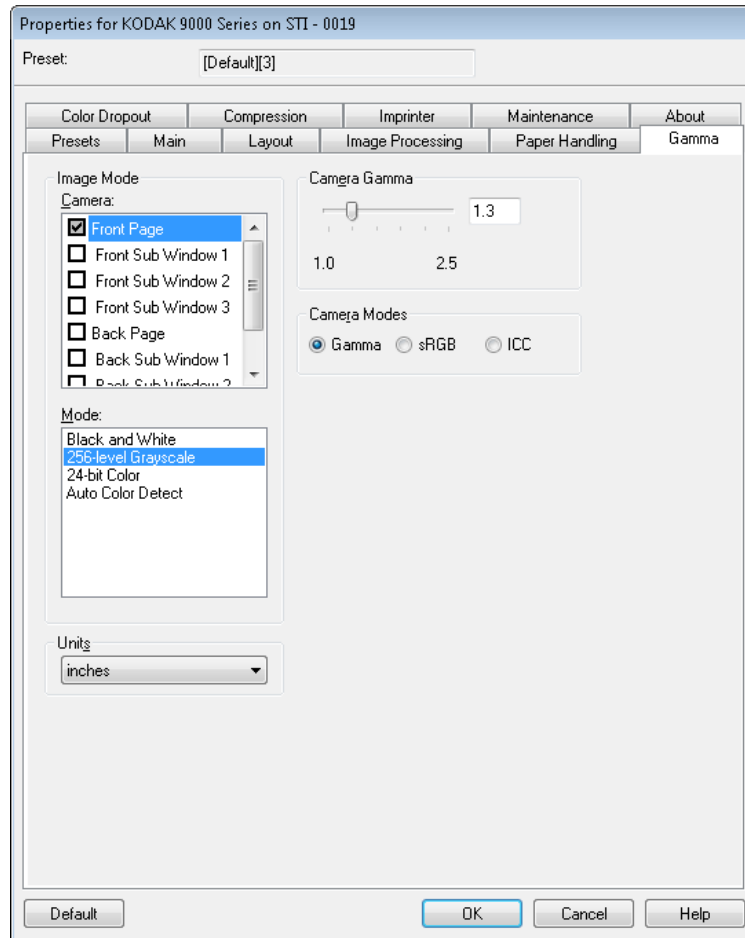 Properties for KODAK 9000 Series on STI - 0019
Preset: [Default][3]
Color Dropout Compression Imprinter Maintenance About
Presets Main Layout Image Processing Paper Handling Gamma
Image Mode
Camera:
Front Page
Front Sub Window 1
Front Sub Window 2
Front Sub Window 3
Back Page
Back Sub Window 1
Back Sub Window 2
Mode:
Black and White
256-level Grayscale
24-bit Color
Auto Color Detect
Units
inches
Camera Gamma
1.3
1.0 2.5
Camera Modes
Gamma sRGB ICC
Default OK Cancel Help